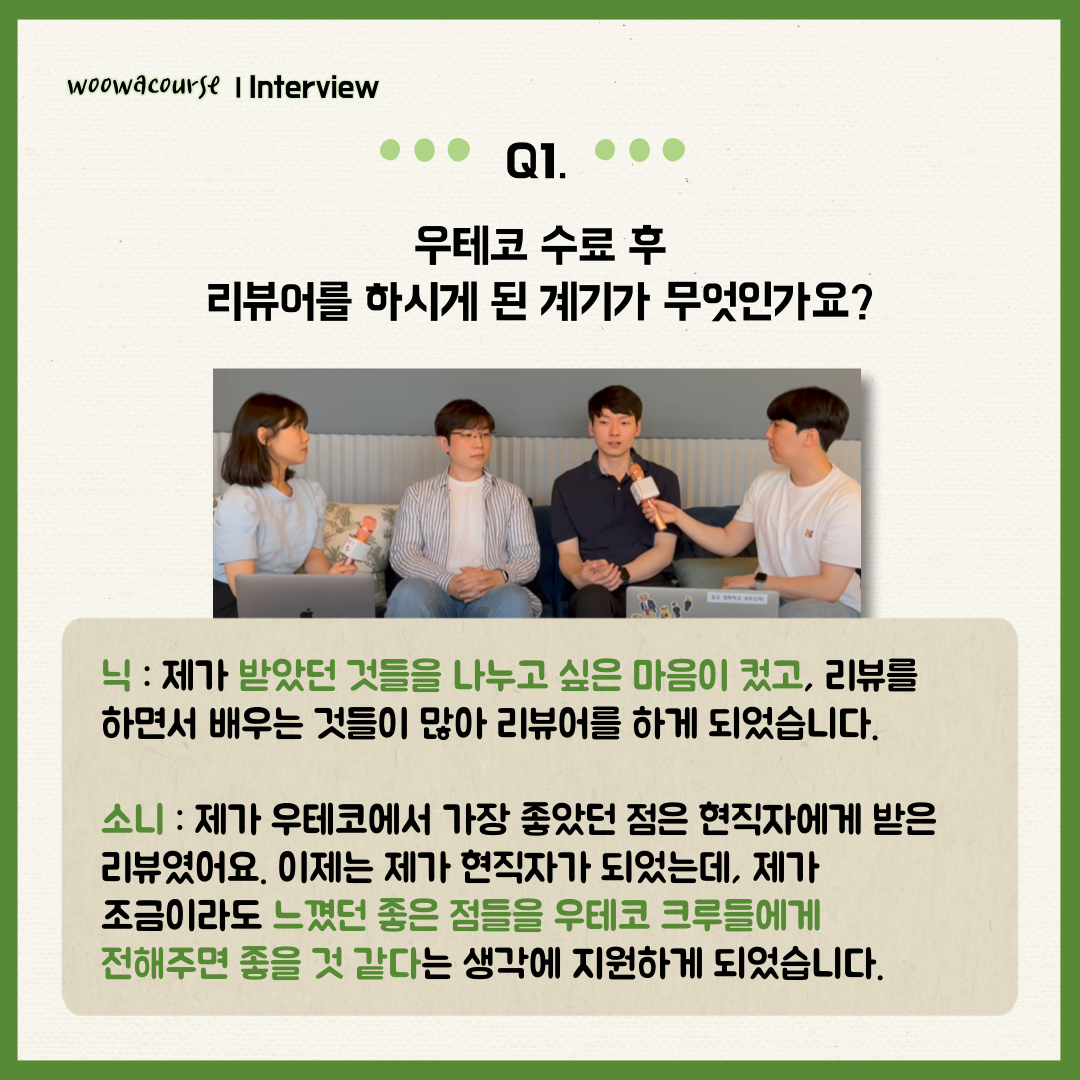 woowacourse | Interview
Q1.
우테코 수료 후
리뷰어를 하시게 된 계기가 무엇인가요?
닉 : 제가 받았던 것들을 나누고 싶은 마음이 컸고, 리뷰를
하면서 배우는 것들이 많아 리뷰어를 하게 되었습니다.
소니 : 제가 우테코에서 가장 좋았던 점은 현직자에게 받은
리뷰였어요. 이제는 제가 현직자가 되었는데, 제가
조금이라도 느꼈던 좋은 점들을 우테코 크루들에게
전해주면 좋을 것 같다는 생각에 지원하게 되었습니다.